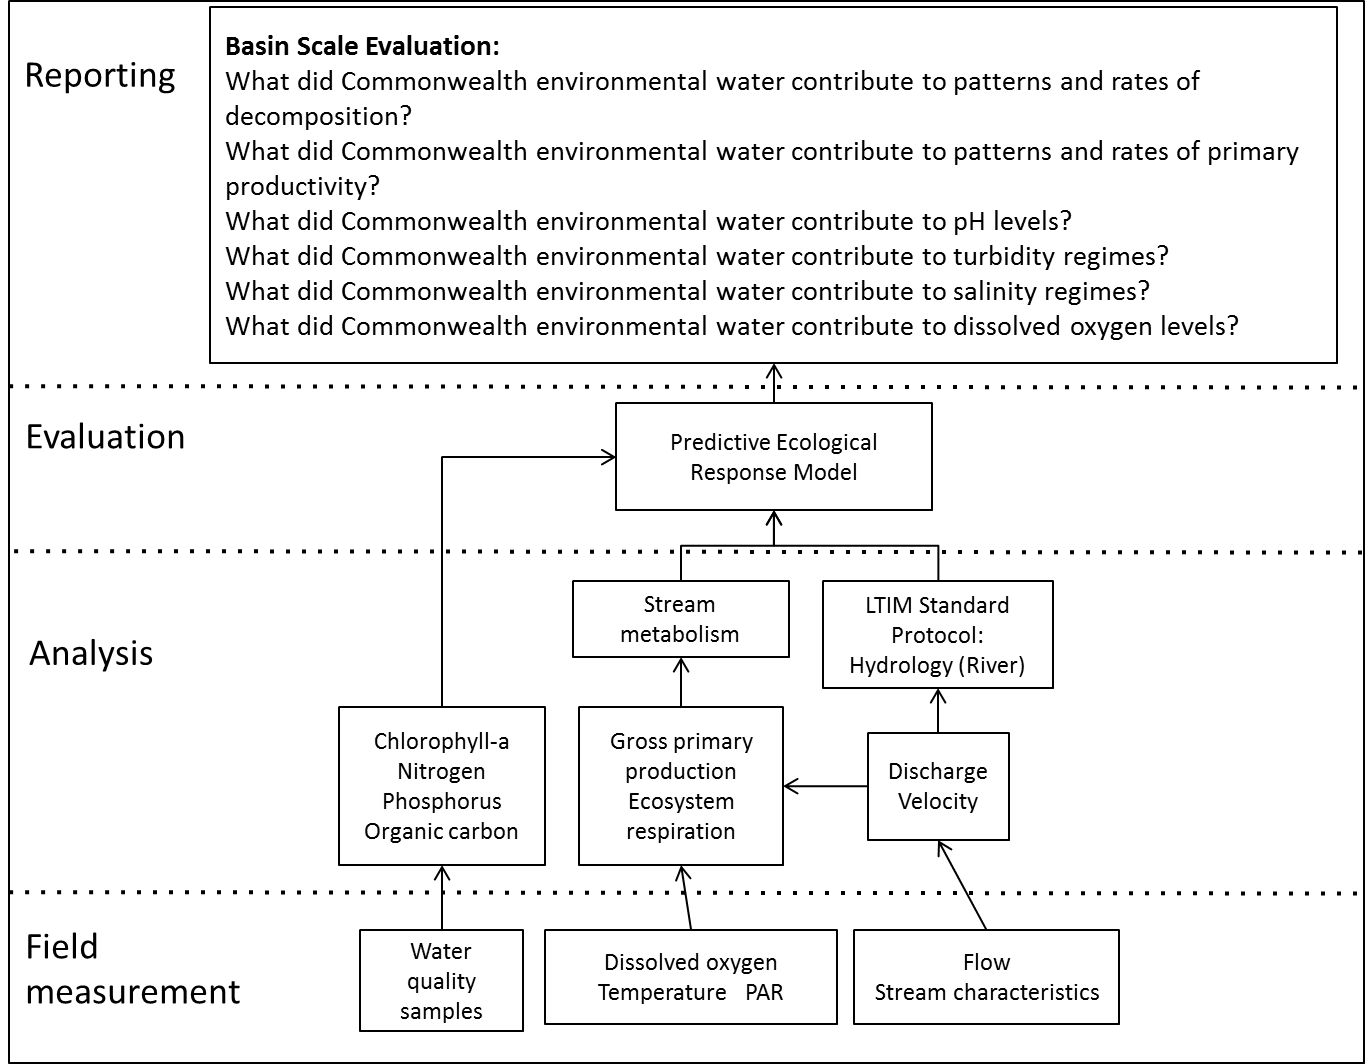 Reporting
Basin Scale Evaluation:
What did Commonwealth environmental water contribute to patterns and rates of
decomposition?
What did Commonwealth environmental water contribute to patterns and rates of primary
productivity?
What did Commonwealth environmental water contribute to pH levels?
What did Commonwealth environmental water contribute to turbidity regimes?
What did Commonwealth environmental water contribute to salinity regimes?
What did Commonwealth environmental water contribute to dissolved oxygen levels?
Evaluation
Predictive Ecological
Response Model
Analysis
Stream
metabolism
LTIM Standard
Protocol:
Hydrology (River)
Chlorophyll-a
Nitrogen
Phosphorus
Organic carbon
Gross primary
production
Ecosystem
respiration
Discharge
Velocity
Field
measurement
Water
quality
samples
Dissolved oxygen
Temperature PAR
Flow
Stream characteristics